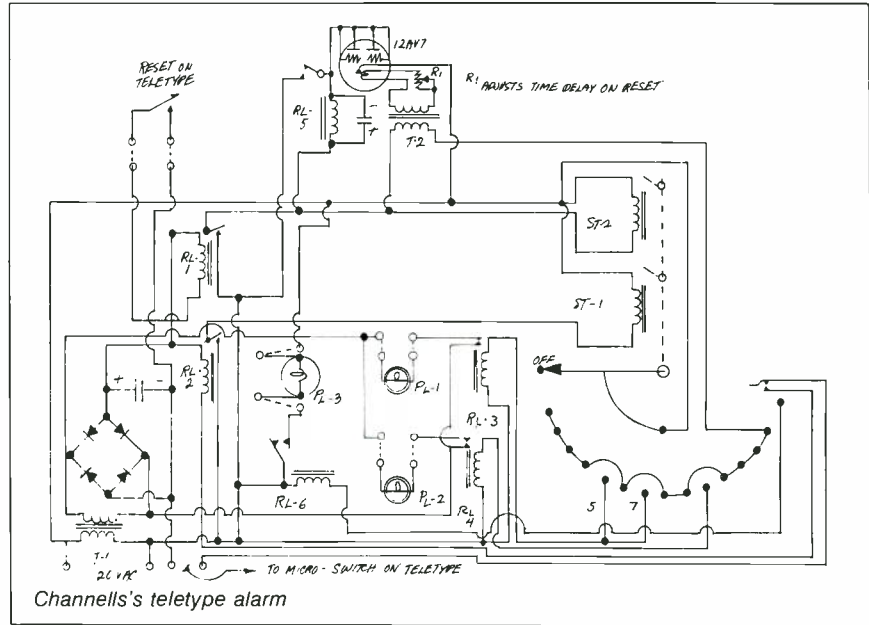 12AV7
RESET ON
TELETYPE
R1
R1 ADJUSTS TIME DELAY ON RESET
RL-
5
-
+
T-2
ST-2
RL-
1
ST-1
RL-
2
OFF
+
-
PL-3
PL-1
RL-3
5
7
RL-6
PL-2
RL
4
T-1
26 VAC
TO MICRO-SWITCH ON TELETYPE
Channells's teletype alarm